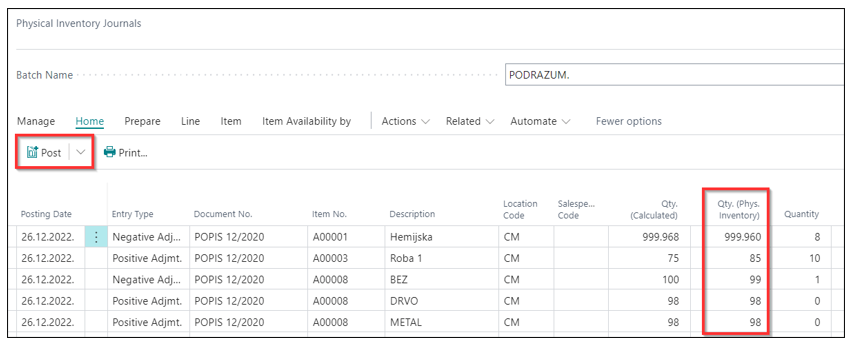 Physical Inventory Journals
Batch Name PODRAZUM.
Manage Home Prepare Line Item Item Availability by Actions Related Automate Fewer options
Post Print...
Posting Date Entry Type Document No. Item No. Description Location Code Salespe... Code Qty. (Calculated) Qty. (Phys. Inventory) Quantity
26.12.2022. Negative Adj... POPIS 12/2020 A00001 Hemijska CM 999.968 999.960 8
26.12.2022. Positive Adjmt. POPIS 12/2020 A00003 Roba 1 CM 75 85 10
26.12.2022. Negative Adj... POPIS 12/2020 A00008 BEZ CM 100 99 1
26.12.2022. Positive Adjmt. POPIS 12/2020 A00008 DRVO CM 98 98 0
26.12.2022. Positive Adjmt. POPIS 12/2020 A00008 METAL CM 98 98 0